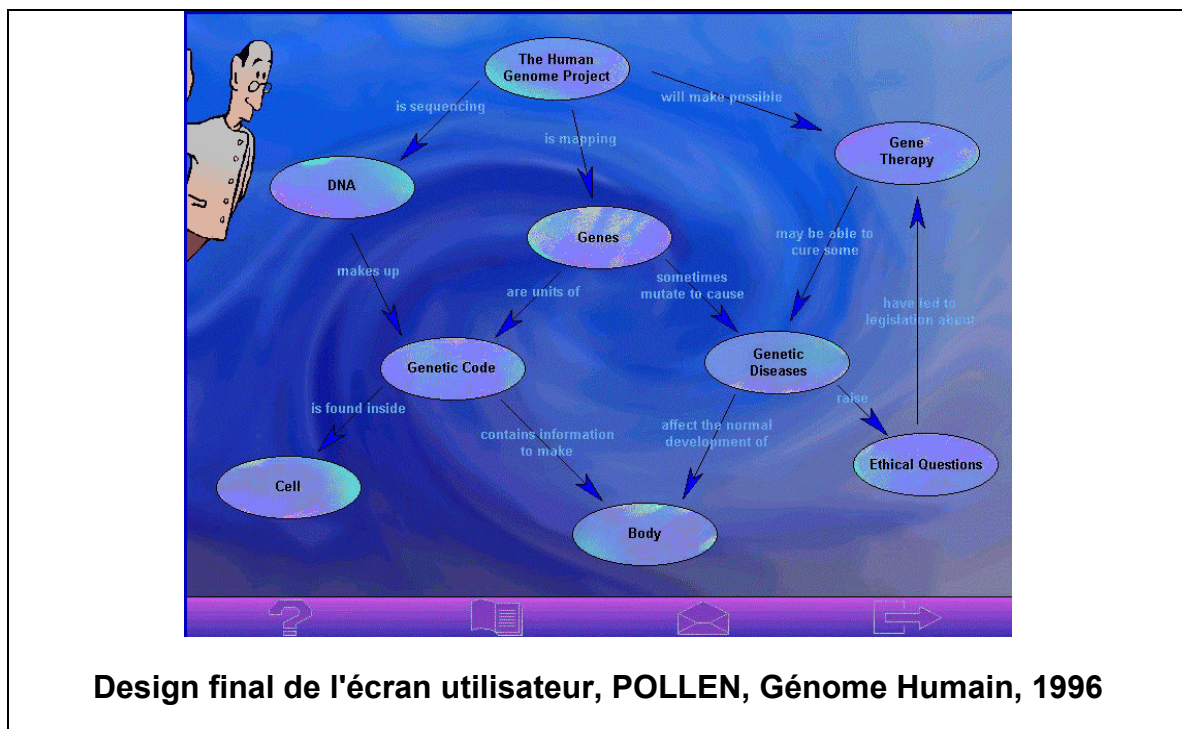 The Human
Genome Project
will make possible
is sequencing
is mapping
Gene
Therapy
DNA
Genes
may be able to
cure some
makes up
are units of
sometimes
mutate to cause
have led to
legislation about
Genetic Code
Genetic
Diseases
is found inside
raise
contains information
to make
affect the normal
development of
Ethical Questions
Cell
Body
?
Design final de l'écran utilisateur, POLLEN, Génome Humain, 1996